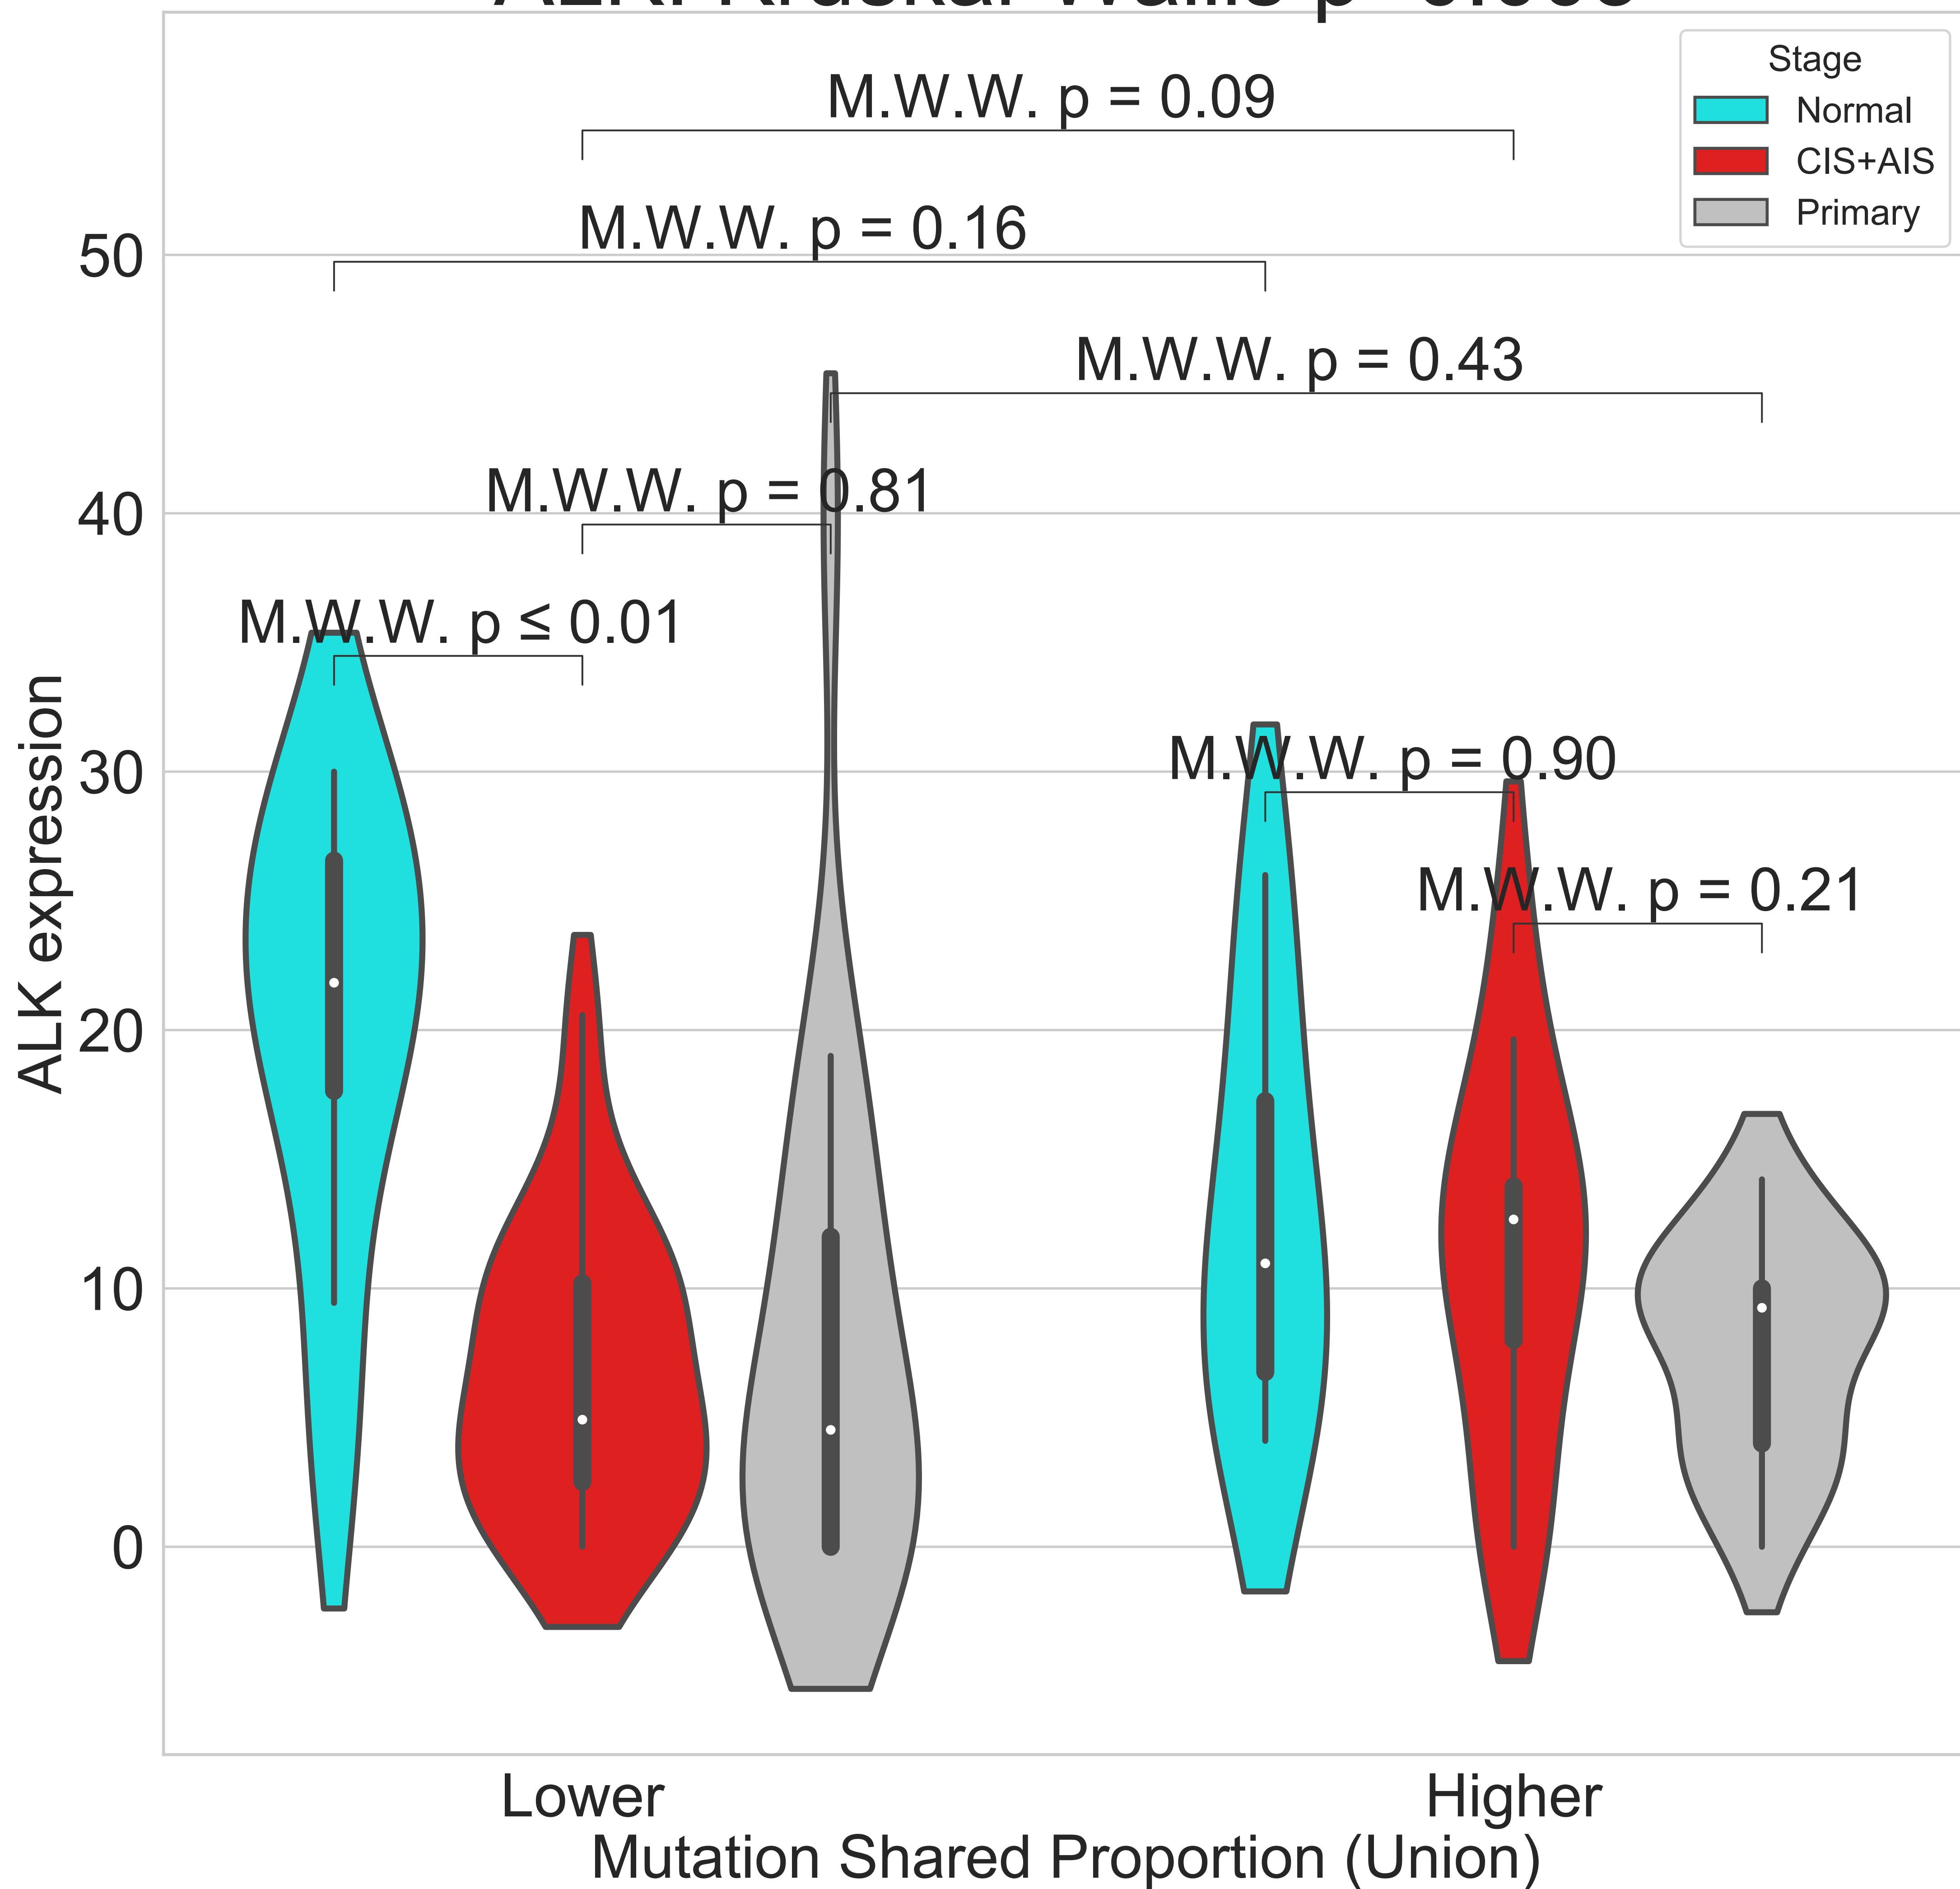 Stage
Normal
CIS+AIS
Primary
M.W.W. p = 0.09
M.W.W. p = 0.16
M.W.W. p = 0.43
M.W.W. p = 0.81
M.W.W. p ≤ 0.01
M.W.W. p = 0.90
M.W.W. p = 0.21
ALK expression
50
40
30
20
10
0
Lower
Higher
Mutation Shared Proportion (Union)